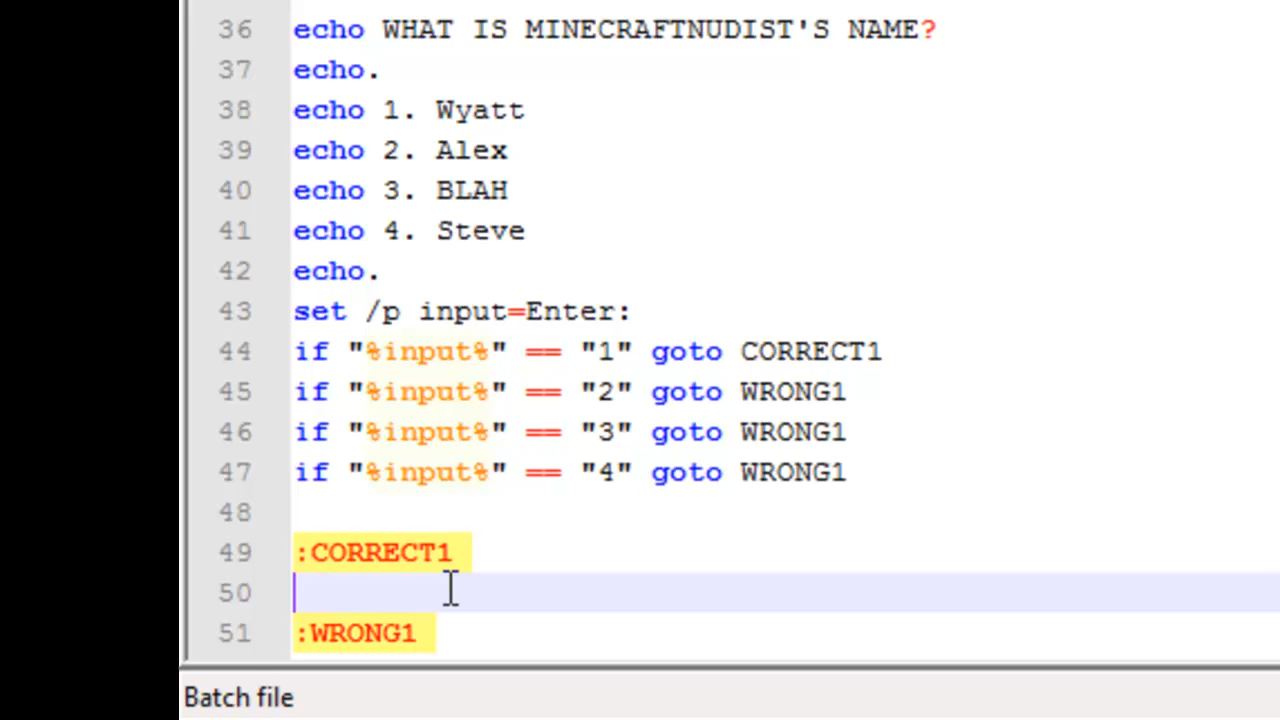 36 echo WHAT IS MINECRAFTNUDIST'S NAME?
37 echo.
38 echo 1. Wyatt
39 echo 2. Alex
40 echo 3. BLAH
41 echo 4. Steve
42 echo.
43 set /p input=Enter:
44 if "%input%" == "1" goto CORRECT1
45 if "%input%" == "2" goto WRONG1
46 if "%input%" == "3" goto WRONG1
47 if "%input%" == "4" goto WRONG1
48
49 :CORRECT1
50
51 :WRONG1
Batch file